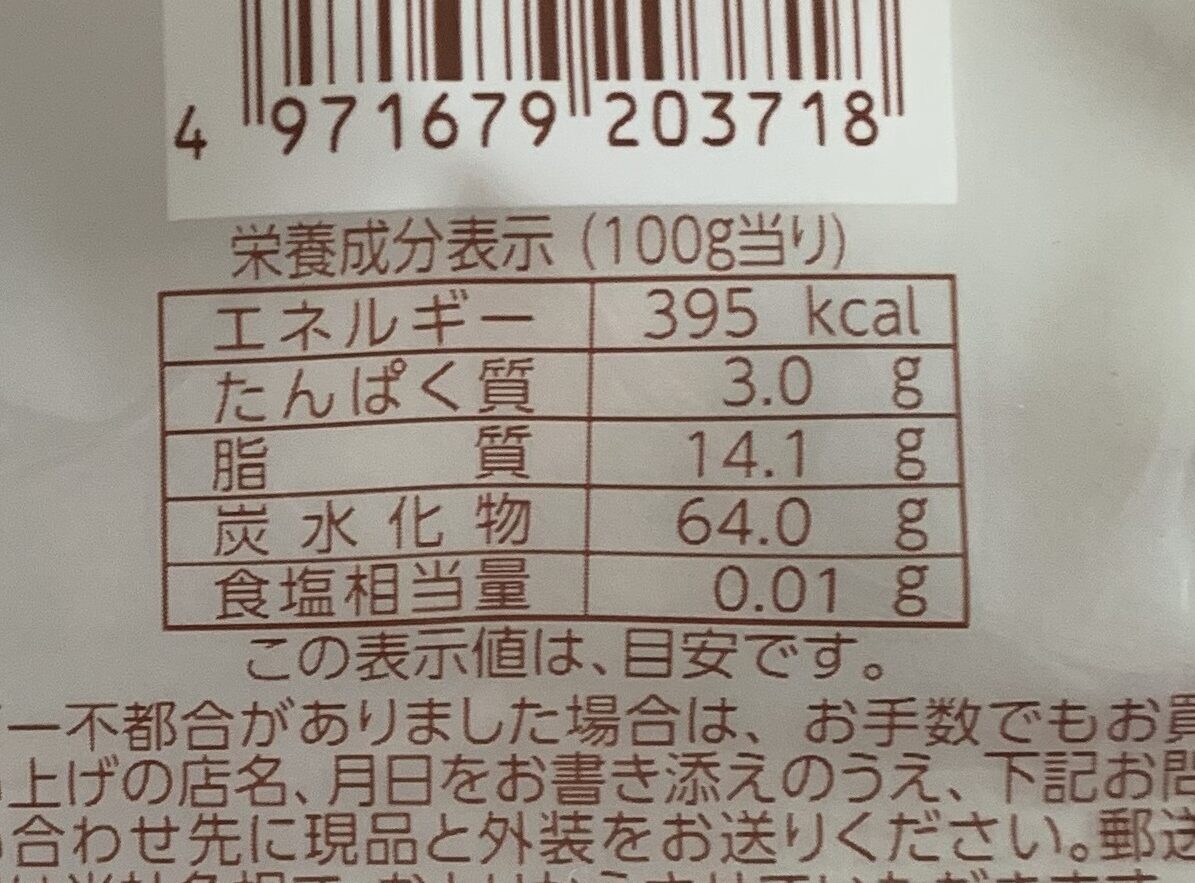 4 971679 203718
栄養成分表示 (100g当り)
エネルギー 395 kcal
たんぱく質 3.0 g
脂質 14.1 g
炭水化物 64.0 g
食塩相当量 0.01 g
この表示値は、目安です。
一不都合がありました場合は、お手数でもお買
上げの店名、月日をお書き添えのうえ、下記お問
合わせ先に現品と外装をお送りください。郵送